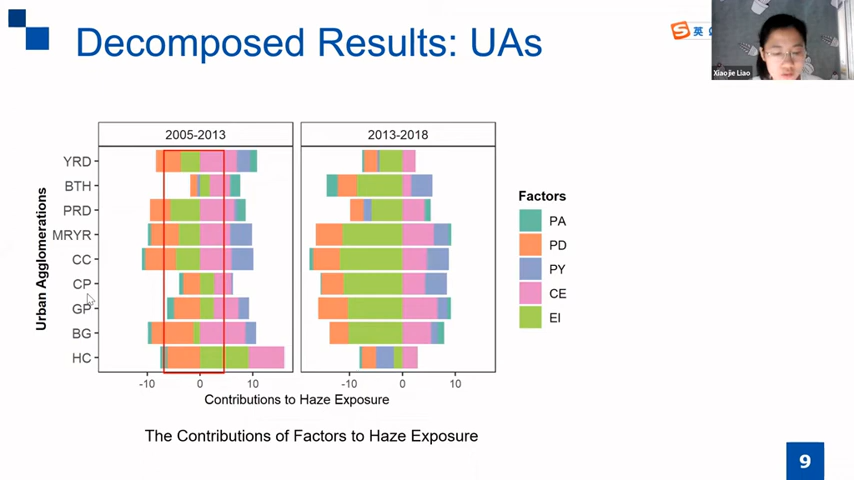 Decomposed Results: UAs
英
Xiaojie Liao
2005-2013
2013-2018
Urban Agglomerations
YRD
BTH
PRD
MRYR
CC
CP
GP
BG
HC
-10 0 10
-10 0 10
Contributions to Haze Exposure
Factors
PA
PD
PY
CE
EI
The Contributions of Factors to Haze Exposure
9